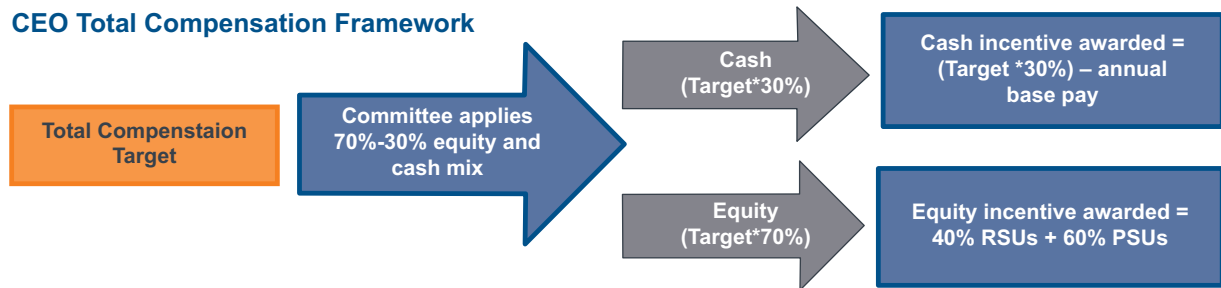 CEO Total Compensation Framework
Total Compenstaion
Target
Committee applies
70%-30% equity and
cash mix
Cash
(Target*30%)
Cash incentive awarded =
(Target *30%) – annual
base pay
Equity
(Target*70%)
Equity incentive awarded =
40% RSUs + 60% PSUs